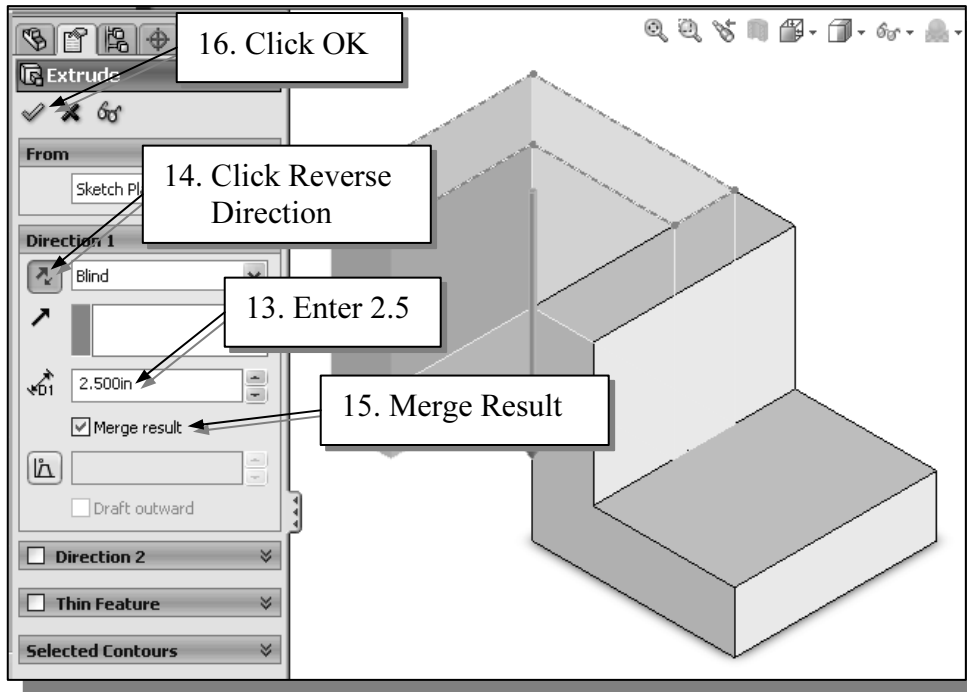 16. Click OK
Extrude
From
14. Click Reverse
Direction
Sketch Pl
Direction 1
Blind
13. Enter 2.5
D1
2.500in
15. Merge Result
Merge result
Draft outward
Direction 2
Thin Feature
Selected Contours